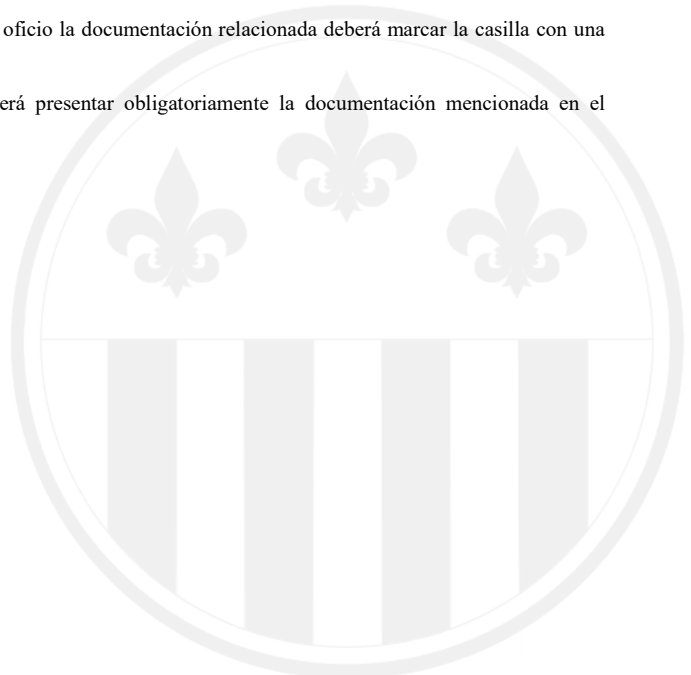 oficio la documentación relacionada deberá marcar la casilla con una
erá presentar obligatoriamente la documentación mencionada en el